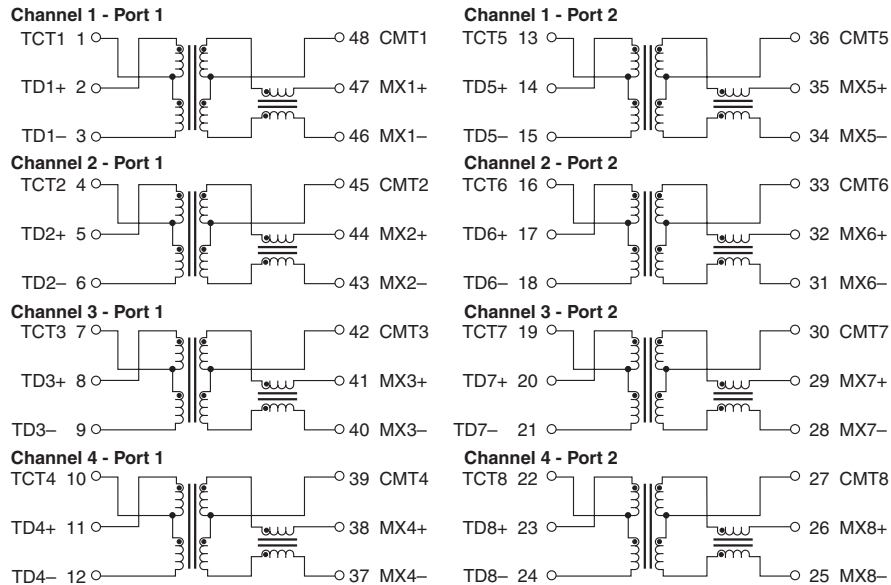 Channel 1 - Port 1
TCT1 1 48 CMT1
TD1+ 2 47 MX1+
TD1– 3 46 MX1–
Channel 2 - Port 1
TCT2 4 45 CMT2
TD2+ 5 44 MX2+
TD2– 6 43 MX2–
Channel 3 - Port 1
TCT3 7 42 CMT3
TD3+ 8 41 MX3+
TD3– 9 40 MX3–
Channel 4 - Port 1
TCT4 10 39 CMT4
TD4+ 11 38 MX4+
TD4– 12 37 MX4–
Channel 1 - Port 2
TCT5 13 36 CMT5
TD5+ 14 35 MX5+
TD5– 15 34 MX5–
Channel 2 - Port 2
TCT6 16 33 CMT6
TD6+ 17 32 MX6+
TD6– 18 31 MX6–
Channel 3 - Port 2
TCT7 19 30 CMT7
TD7+ 20 29 MX7+
TD7– 21 28 MX7–
Channel 4 - Port 2
TCT8 22 27 CMT8
TD8+ 23 26 MX8+
TD8– 24 25 MX8–